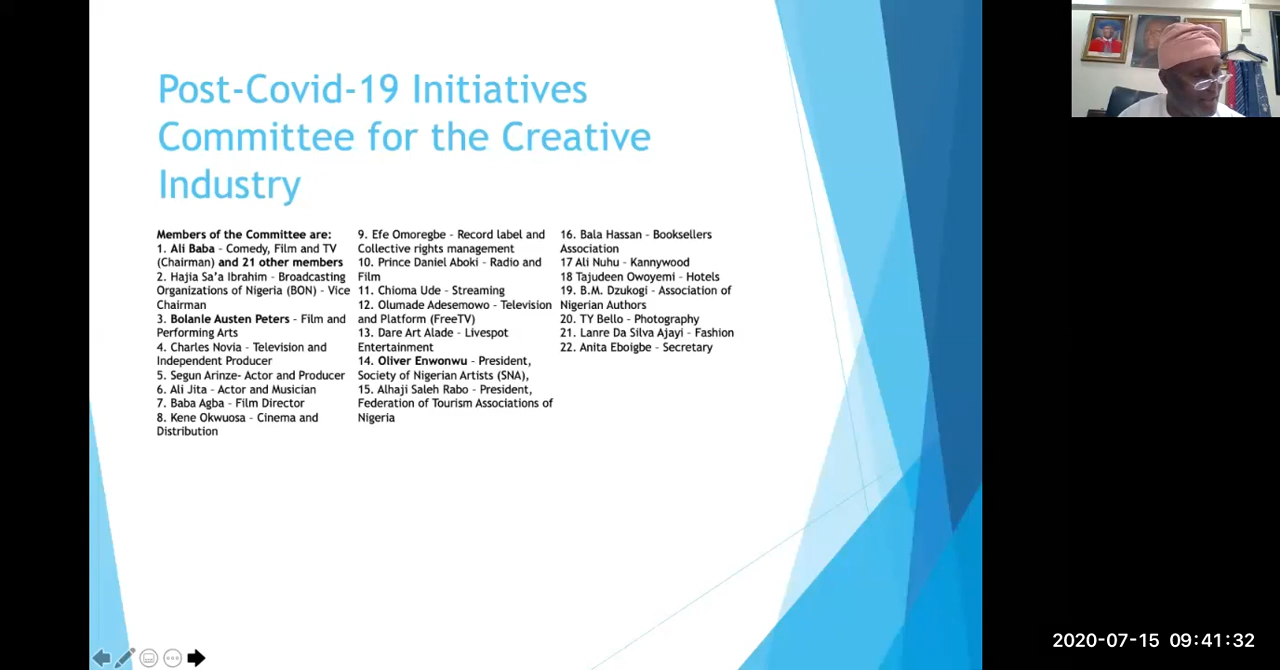 Post-Covid-19 Initiatives
Committee for the Creative
Industry
Members of the Committee are:
1. Ali Baba - Comedy, Film and TV
(Chairman) and 21 other members
2. Hajia Sa’a Ibrahim - Broadcasting
Organizations of Nigeria (BON) - Vice
Chairman
3. Bolanle Austen Peters - Film and
Performing Arts
4. Charles Novia - Television and
Independent Producer
5. Segun Arinze- Actor and Producer
6. Ali Jita - Actor and Musician
7. Baba Agba - Film Director
8. Kene Okwuosa - Cinema and
Distribution
9. Efe Omoregbe - Record label and
Collective rights management
10. Prince Daniel Aboki - Radio and
Film
11. Chioma Ude - Streaming
12. Olumade Adesemowo - Television
and Platform (FreeTV)
13. Dare Art Alade - Livespot
Entertainment
14. Oliver Enwonwu - President,
Society of Nigerian Artists (SNA),
15. Alhaji Saleh Rabo - President,
Federation of Tourism Associations of
Nigeria
16. Bala Hassan - Booksellers
Association
17 Ali Nuhu - Kannywood
18 Tajudeen Owoyemi - Hotels
19. B.M. Dzukogi - Association of
Nigerian Authors
20. TY Bello - Photography
21. Lanre Da Silva Ajayi - Fashion
22. Anita Eboigbe - Secretary
2020-07-15 09:41:32